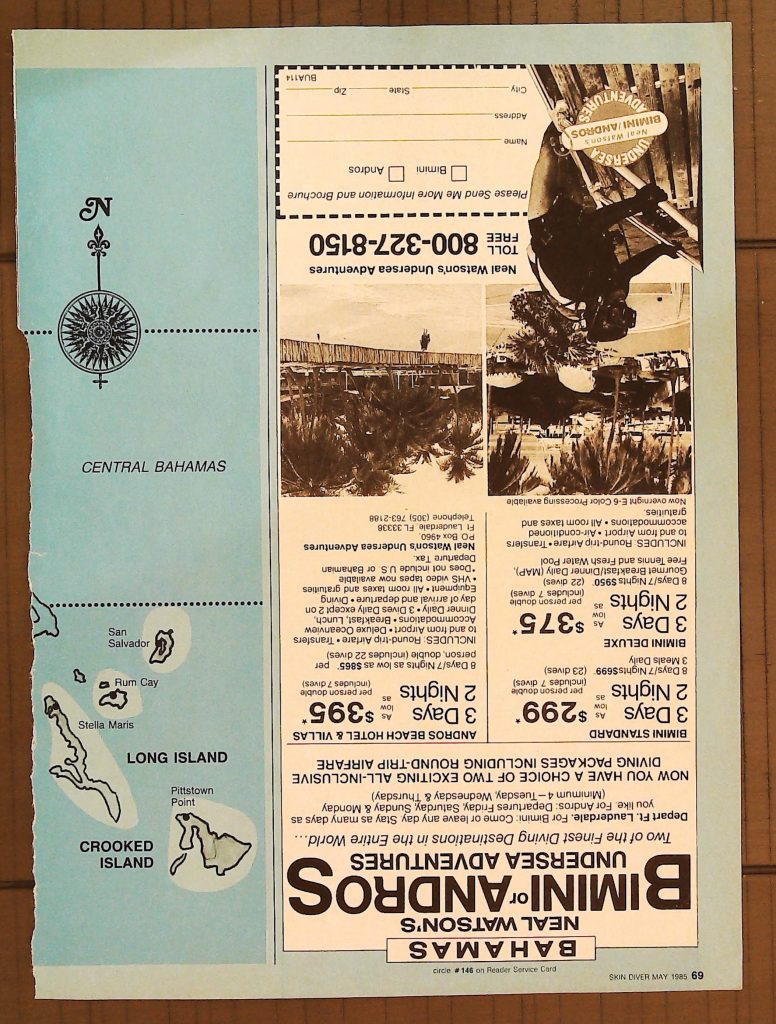 N
CENTRAL BAHAMAS
San
Salvador
Rum Cay
Stella Maris
LONG ISLAND
Pittstown
Point
CROOKED
ISLAND
BAHAMAS
NEAL WATSON'S
BIMINI or ANDROS
UNDERSEA ADVENTURES
Two of the Finest Diving Destinations in the Entire World...
Depart Ft. Lauderdale. For Bimini: Come or leave any day. Stay as many days as
you like. For Andros: Departures Friday, Saturday, Sunday & Monday
(Minimum 4 – Tuesday, Wednesday & Thursday)
NOW YOU HAVE A CHOICE OF TWO EXCITING ALL-INCLUSIVE
DIVING PACKAGES INCLUDING ROUND-TRIP AIRFARE
BIMINI STANDARD
3 Days
2 Nights
As low as
$299*
per person double
(includes 7 dives)
8 Days/7 Nights $699* (23 dives)
3 Meals Daily
BIMINI DELUXE
3 Days
2 Nights
As low as
$375*
per person double
(includes 7 dives)
8 Days/7 Nights $950* (22 dives)
Gourmet Breakfast/Dinner Daily (MAP),
Free Tennis and Fresh Water Pool
INCLUDES: Round-trip Airfare • Transfers
to and from Airport • Air-conditioned
accommodations • All room taxes and
gratuities.
Now overnight E-6 Color Processing available
ANDROS BEACH HOTEL & VILLAS
3 Days
2 Nights
As low as
$395*
per person double
(includes 7 dives)
8 Days/7 Nights as low as $865* per
person, double (includes 22 dives)
INCLUDES: Round-trip Airfare • Transfers
to and from Airport • Deluxe Oceanview
Accommodations • Breakfast, Lunch,
Dinner Daily • 3 Dives Daily except 2 on
day of arrival and departure • Diving
Equipment • All room taxes and gratuities
• VHS video tapes now available
*Does not include U.S. or Bahamian
Departure Tax.
Neal Watson's Undersea Adventures
P.O. Box 4960,
Ft Lauderdale, FL 33338
Telephone (305) 763-2188
Neal Watson's Undersea Adventures
TOLL
FREE
800-327-8150
Please Send Me More Information and Brochure
Bimini
Andros
Name
Address
City
State
Zip
BUA114
Neal Watson's
UNDERSEA
BIMINI/ANDROS
ADVENTURES
circle #146 on Reader Service Card
SKIN DIVER MAY 1985 69